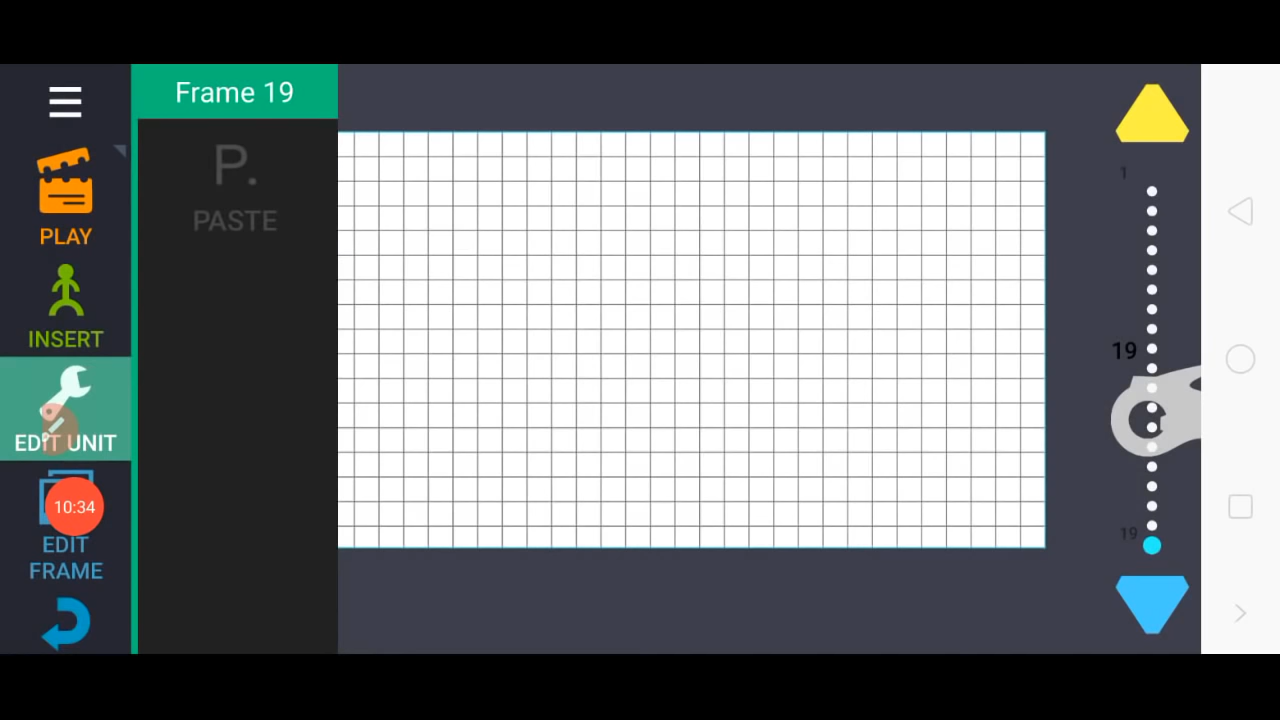 Frame 19
P.
PASTE
PLAY
INSERT
EDIT UNIT
10:34
EDIT
FRAME
1
19
19